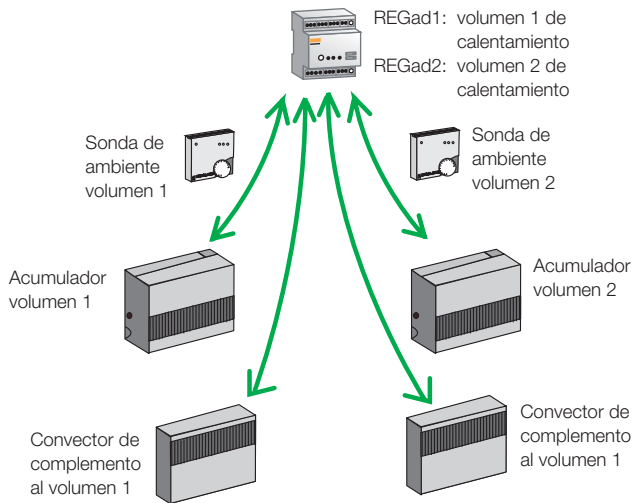 REGad1: volumen 1 de
calentamiento
REGad2: volumen 2 de
calentamiento
Sonda de
ambiente
volumen 1
Sonda de
ambiente
volumen 2
Acumulador
volumen 1
Acumulador
volumen 2
Convector de
complemento
al volumen 1
Convector de
complemento
al volumen 1